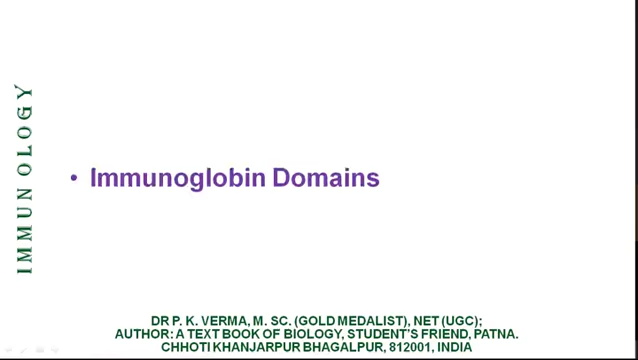 IMMUNOLOGY
• Immunoglobin Domains
DR P. K. VERMA, M. SC. (GOLD MEDALIST), NET (UGC);
AUTHOR: A TEXT BOOK OF BIOLOGY, STUDENT'S FRIEND, PATNA.
CHHOTI KHANJARPUR BHAGALPUR, 812001, INDIA